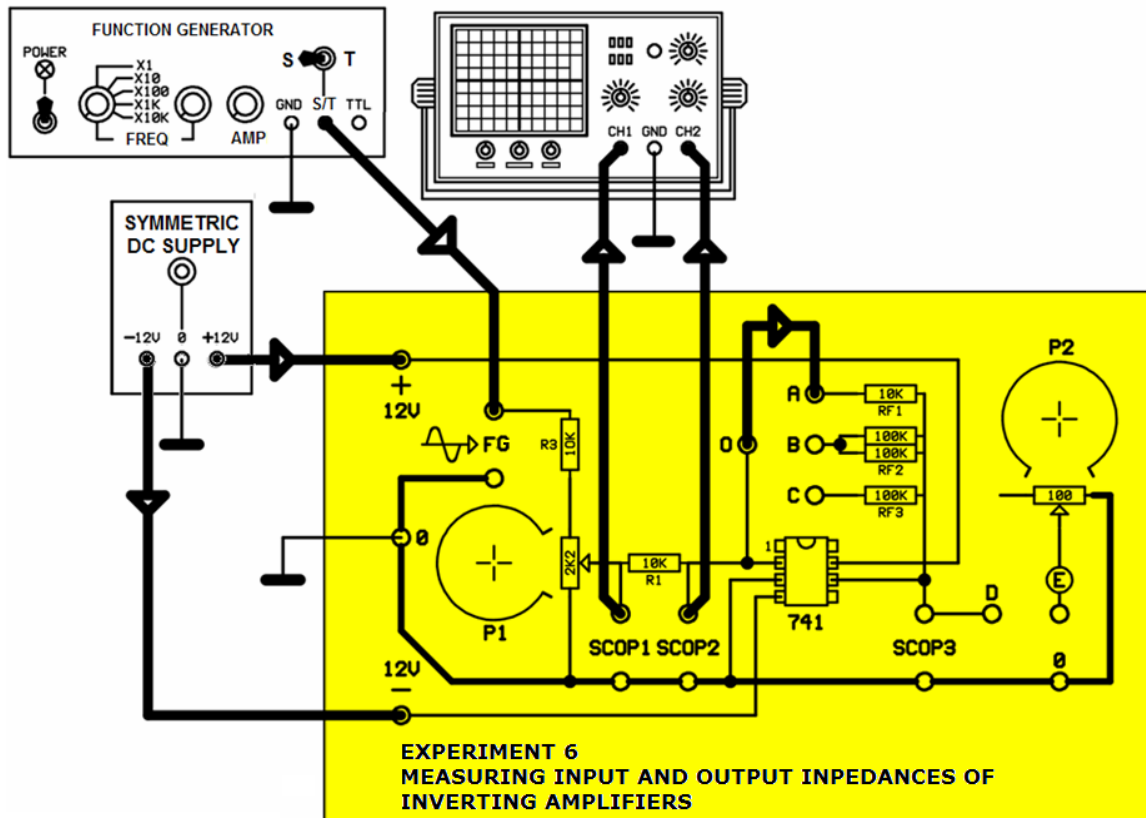 FUNCTION GENERATOR
POWER
X1
X10
X100
X1K
X10K
FREQ
AMP
S T
GND S/T TTL
CH1 GND CH2
SYMMETRIC
DC SUPPLY
-12V 0 +12V
+
12V
FG
R3
10K
0
2K2
P1
10K
R1
SCOP1 SCOP2
12V
-
O
A
10K
RF1
B
100K
100K
RF2
C
100K
RF3
1
741
SCOP3
D
P2
100
E
0
EXPERIMENT 6
MEASURING INPUT AND OUTPUT INPEDANCES OF
INVERTING AMPLIFIERS